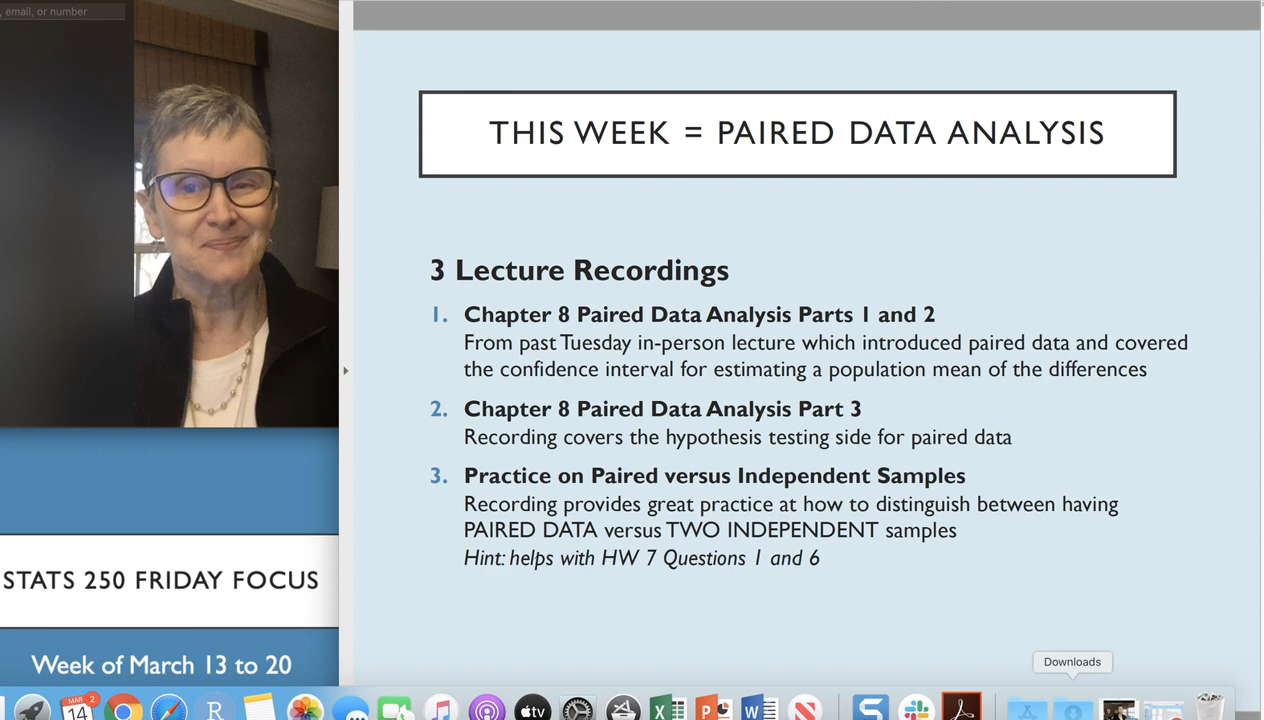 , email, or number
THIS WEEK = PAIRED DATA ANALYSIS
3 Lecture Recordings
1. Chapter 8 Paired Data Analysis Parts 1 and 2
From past Tuesday in-person lecture which introduced paired data and covered
the confidence interval for estimating a population mean of the differences
2. Chapter 8 Paired Data Analysis Part 3
Recording covers the hypothesis testing side for paired data
3. Practice on Paired versus Independent Samples
Recording provides great practice at how to distinguish between having
PAIRED DATA versus TWO INDEPENDENT samples
Hint: helps with HW 7 Questions 1 and 6
STATS 250 FRIDAY FOCUS
Week of March 13 to 20
Downloads
MAR 2
14
R
tv
X
P
W
N
S